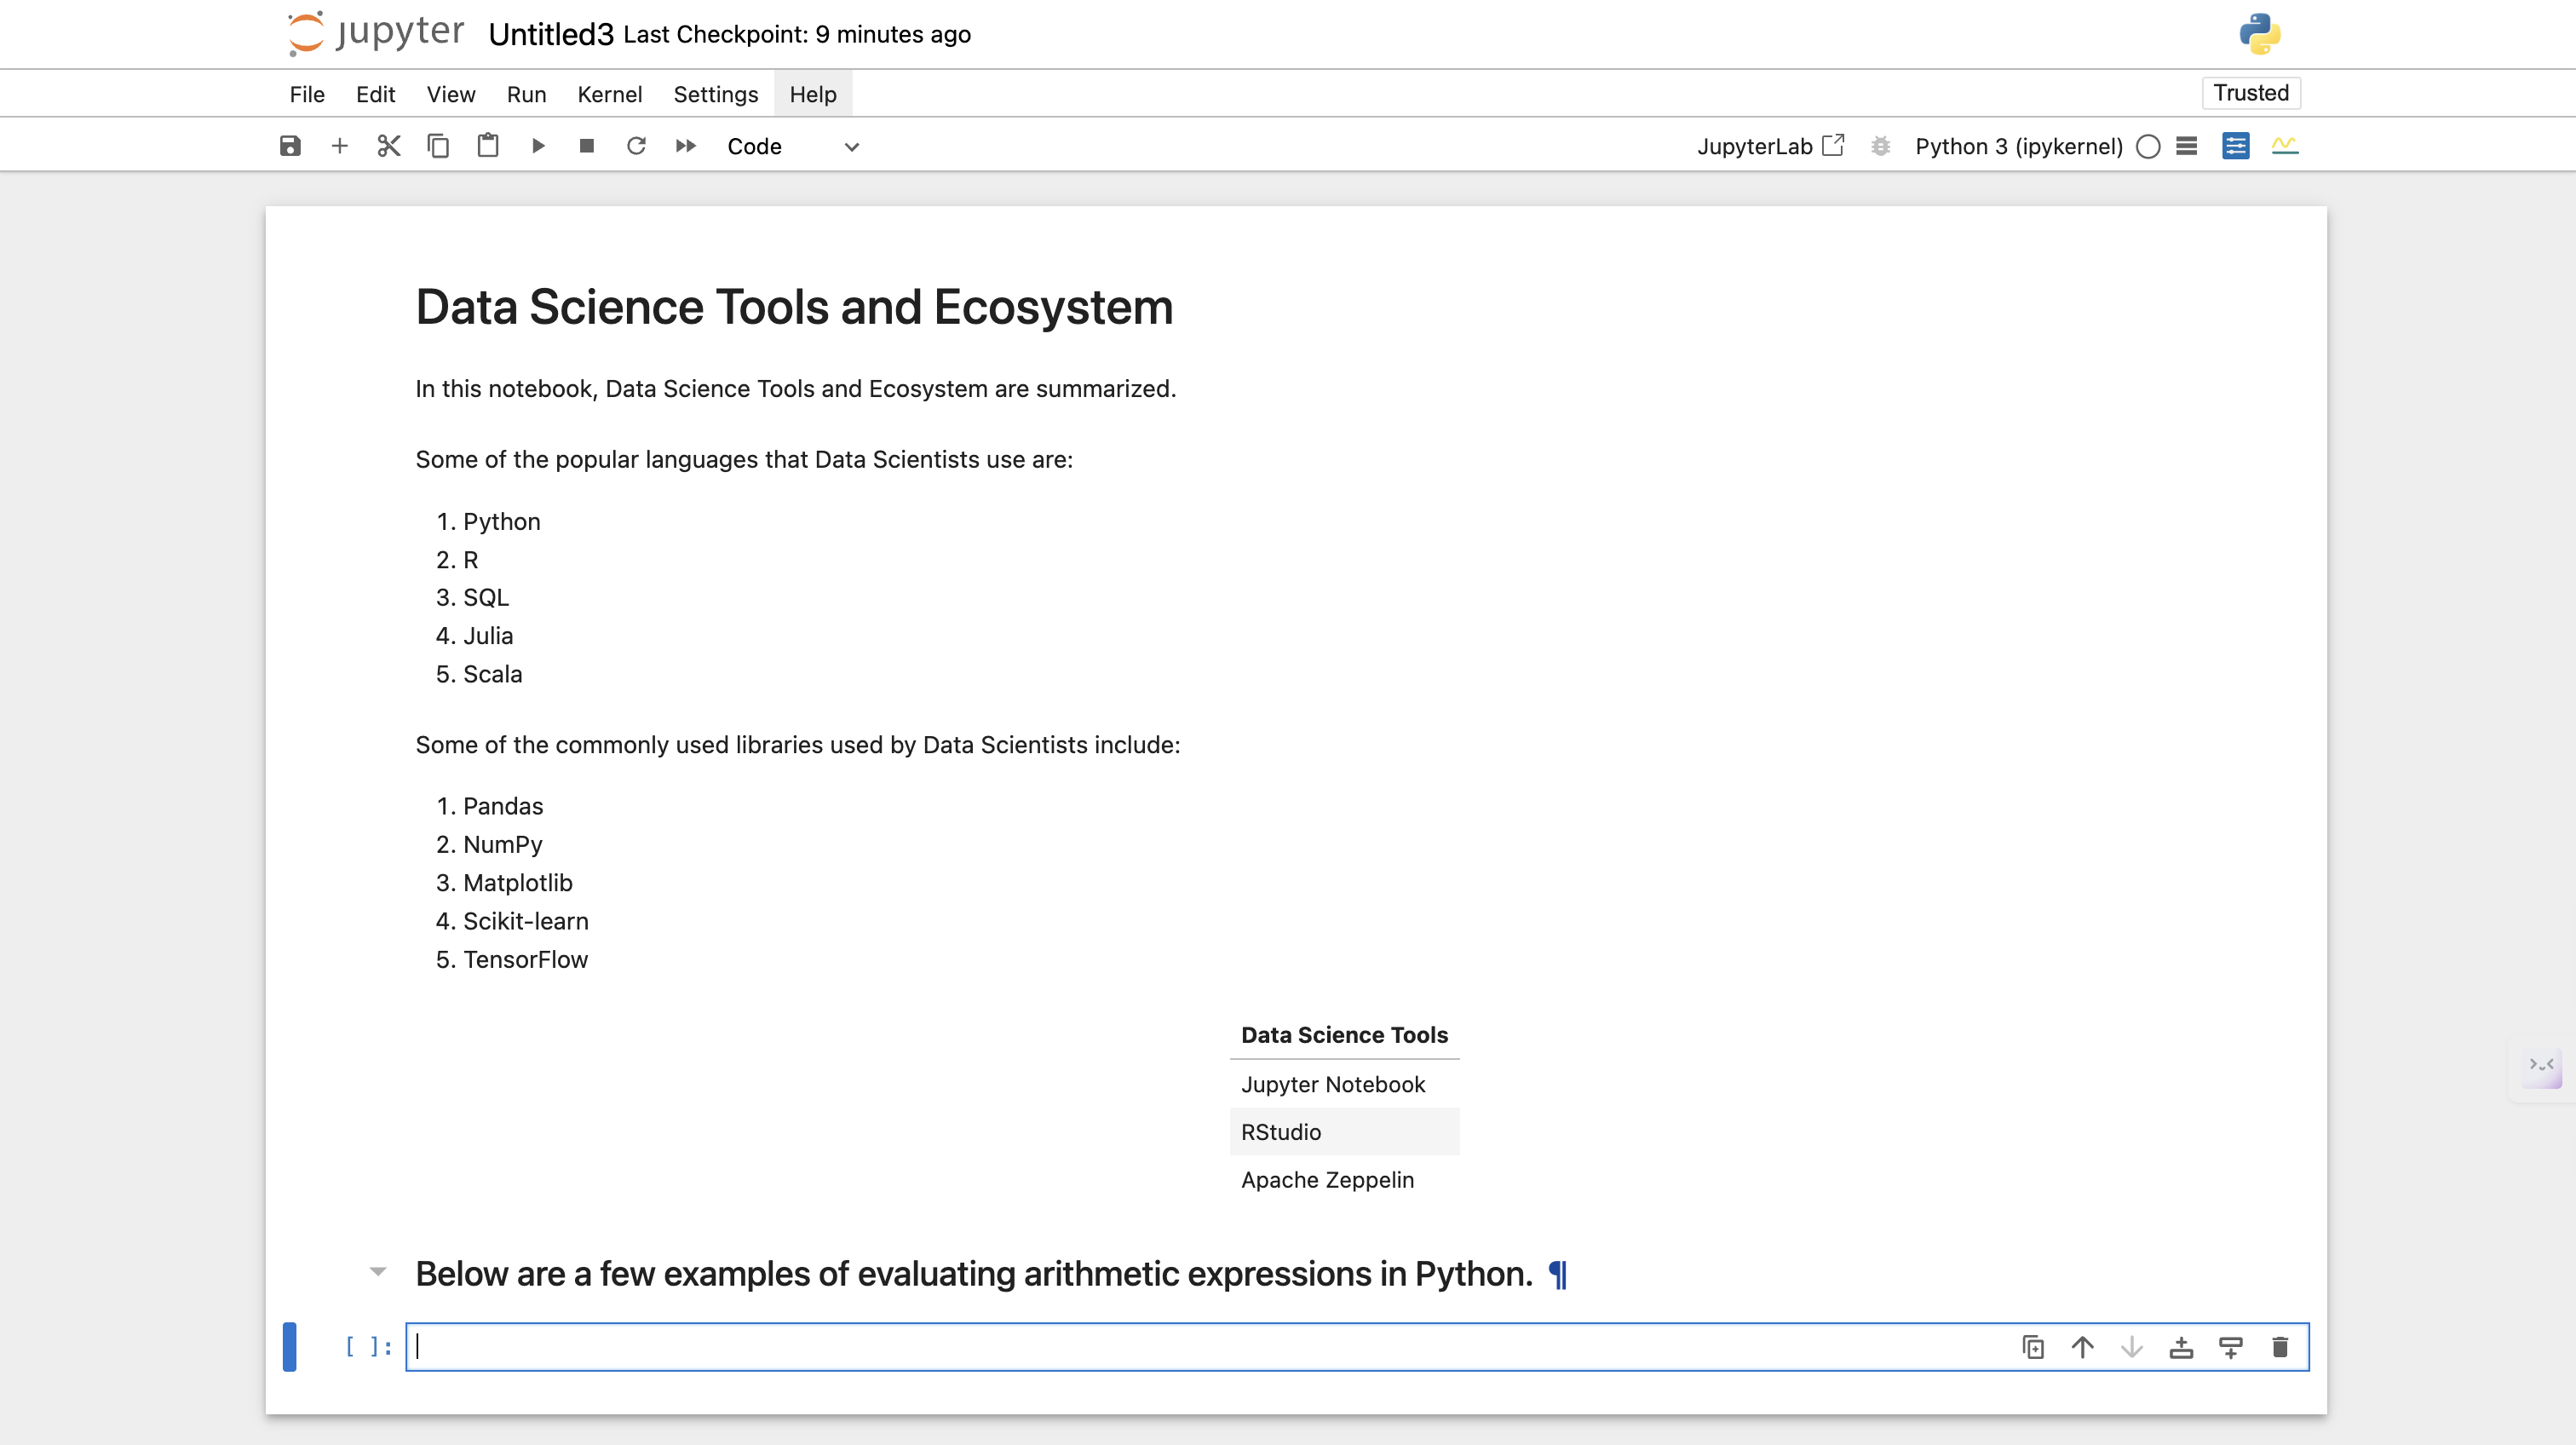 jupyter Untitled3 Last Checkpoint: 9 minutes ago
File Edit View Run Kernel Settings Help Trusted
Code JupyterLab Python 3 (ipykernel)
Data Science Tools and Ecosystem
In this notebook, Data Science Tools and Ecosystem are summarized.
Some of the popular languages that Data Scientists use are:
1. Python
2. R
3. SQL
4. Julia
5. Scala
Some of the commonly used libraries used by Data Scientists include:
1. Pandas
2. NumPy
3. Matplotlib
4. Scikit-learn
5. TensorFlow
Data Science Tools
Jupyter Notebook
RStudio
Apache Zeppelin
Below are a few examples of evaluating arithmetic expressions in Python. ¶
[ ]: